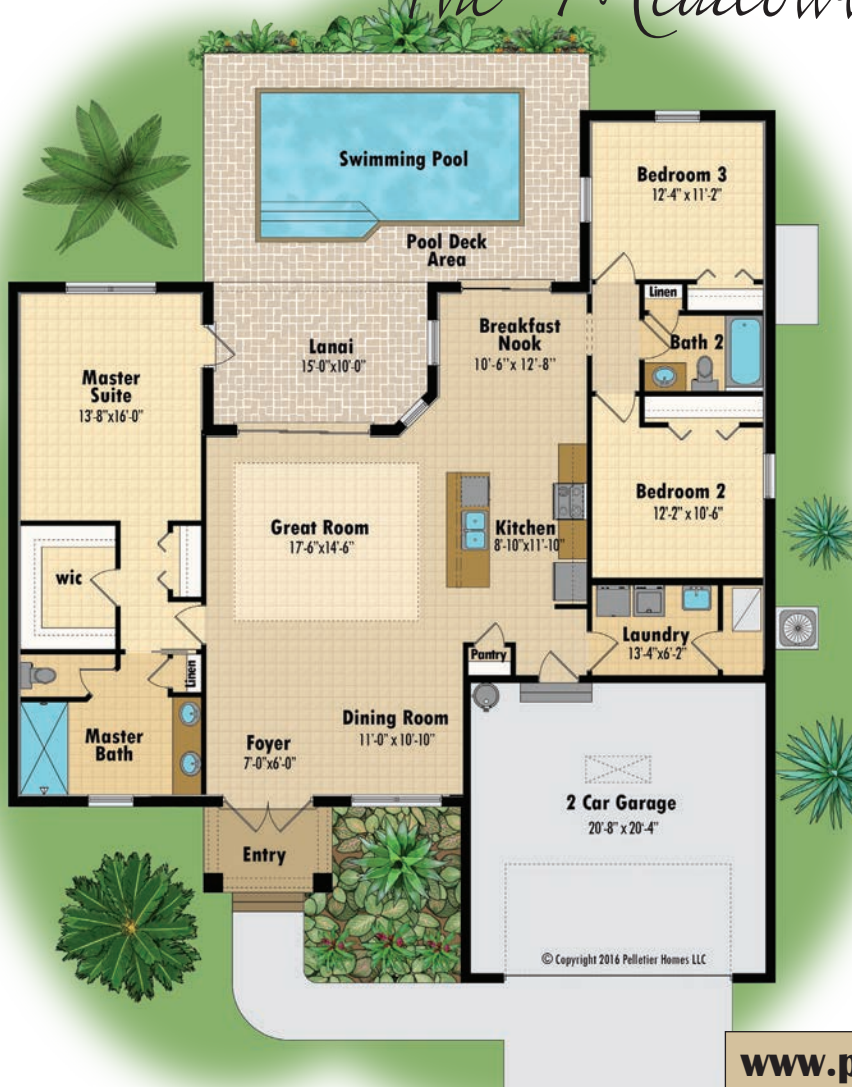 The
Swimming Pool
Bedroom 3
12'-4" x 11'-2"
Pool Deck
Area
Linen
Breakfast
Nook
10'-6" x 12'-8"
Bath 2
Lanai
15'-0"x10'-0"
Master
Suite
13'-8"x16'-0"
Bedroom 2
12'-2" x 10'-6"
Great Room
17'-6"x14'-6"
Kitchen
8'-10"x11'-10"
wic
Laundry
13'-4"x6'-2"
Pantry
Linen
Master
Bath
Foyer
7'-0"x6'-0"
Dining Room
11'-0" x 10'-10"
2 Car Garage
20'-8" x 20'-4"
Entry
© Copyright 2016 Pelletier Homes LLC
www.p